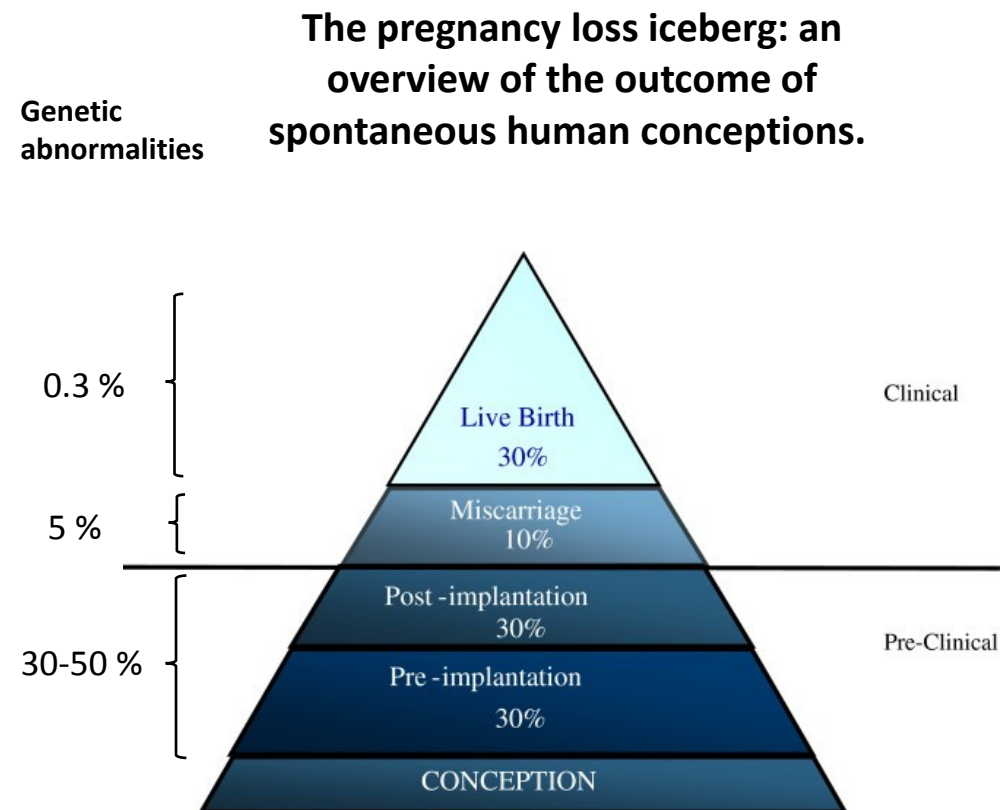 The pregnancy loss iceberg: an
overview of the outcome of
spontaneous human conceptions.
Genetic
abnormalities
0.3 %
Live Birth
30%
Clinical
5 %
Miscarriage
10%
30-50 %
Post -implantation
30%
Pre-Clinical
Pre -implantation
30%
CONCEPTION